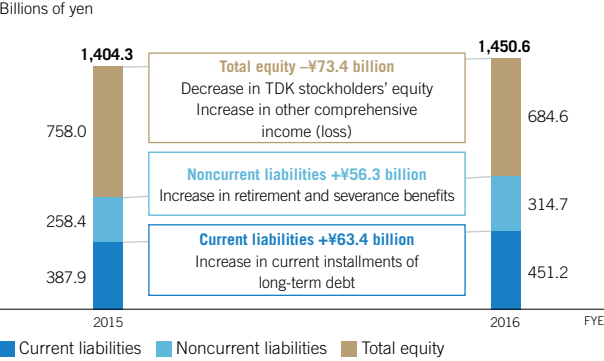 Billions of yen
1,404.3
758.0
258.4
387.9
2015
Total equity –¥73.4 billion
Decrease in TDK stockholders’ equity
Increase in other comprehensive
income (loss)
Noncurrent liabilities +¥56.3 billion
Increase in retirement and severance benefits
Current liabilities +¥63.4 billion
Increase in current installments of
long-term debt
1,450.6
684.6
314.7
451.2
2016
FYE
Current liabilities
Noncurrent liabilities
Total equity